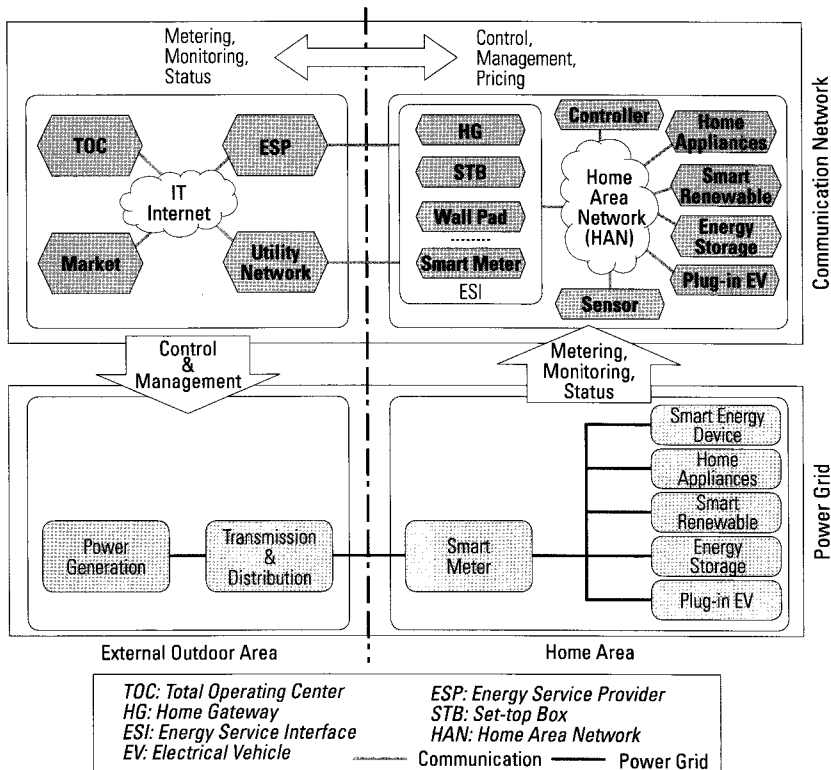 Metering,
Monitoring,
Status
Control,
Management,
Pricing
TOC
ESP
IT
Internet
Market
Utility
Network
HG
STB
Wall Pad
Smart Meter
ESI
Controller
Home
Area
Network
(HAN)
Sensor
Home
Appliances
Smart
Renewable
Energy
Storage
Plug-in EV
Communication Network
Control
&
Management
Metering,
Monitoring,
Status
Power
Generation
Transmission
&
Distribution
Smart
Meter
Smart Energy
Device
Home
Appliances
Smart
Renewable
Energy
Storage
Plug-in EV
Power Grid
External Outdoor Area
Home Area
TOC: Total Operating Center
HG: Home Gateway
ESI: Energy Service Interface
EV: Electrical Vehicle
ESP: Energy Service Provider
STB: Set-top Box
HAN: Home Area Network
Communication
Power Grid